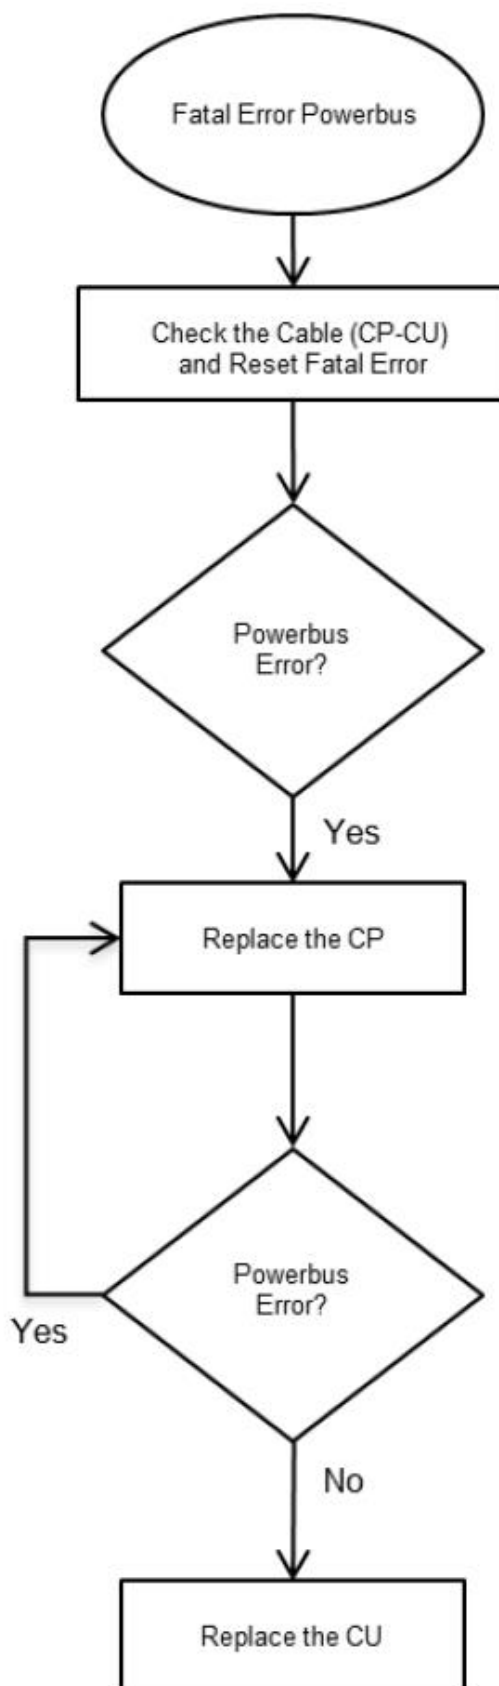 Fatal Error Powerbus
Check the Cable (CP-CU)
and Reset Fatal Error
Powerbus
Error?
Yes
Replace the CP
Powerbus
Error?
Yes
No
Replace the CU